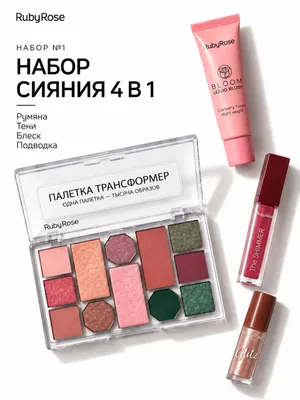 RubyRose
НАБОР №1
НАБОР
СИЯНИЯ 4 В 1
Румяна
Тени
Блеск
Подводка
ПАЛЕТКА ТРАНСФОРМЕР
ОДНА ПАЛЕТКА — ТЫСЯЧА ОБРАЗОВ
RubyRose
RubyRose
BLOOM
LIQUID BLUSH
RubyRose
The SHIMMER